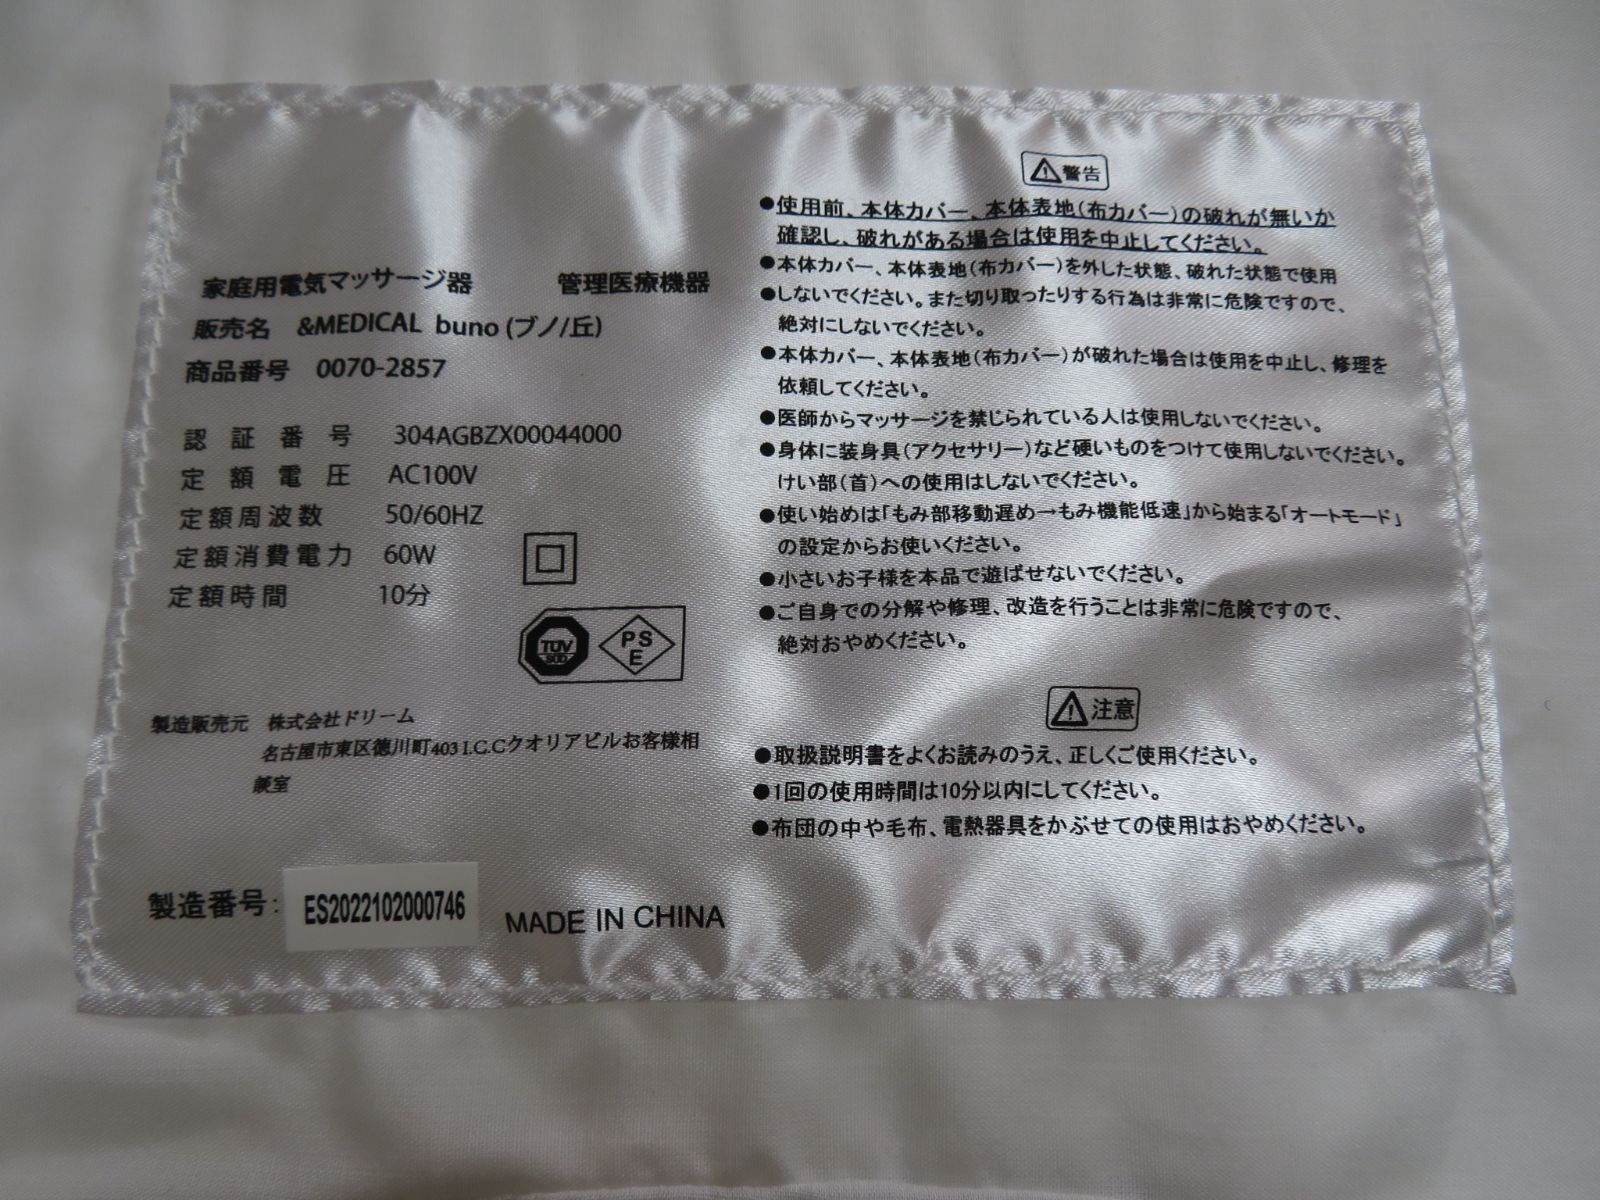 家庭用電気マッサージ器 管理医療機器
販売名 &MEDICAL buno (ブノ/丘)
商品番号 0070-2857
認証番号 304AGBZX00044000
定額電圧 AC100V
定額周波数 50/60HZ
定額消費電力 60W
定額時間 10分
TÜV
SÜD
PS
E
製造販売元 株式会社ドリーム
名古屋市東区徳川町403 I.C.Cクオリアビルお客様相
談室
製造番号: ES2022102000746 MADE IN CHINA
⚠警告
●使用前、本体カバー、本体表地(布カバー)の破れが無いか
確認し、破れがある場合は使用を中止してください。
●本体カバー、本体表地(布カバー)を外した状態、破れた状態で使用
●しないでください。また切り取ったりする行為は非常に危険ですので、
絶対にしないでください。
●本体カバー、本体表地(布カバー)が破れた場合は使用を中止し、修理を
依頼してください。
●医師からマッサージを禁じられている人は使用しないでください。
●身体に装身具(アクセサリー)など硬いものをつけて使用しないでください。
けい部(首)への使用はしないでください。
●使い始めは「もみ部移動遅め→もみ機能低速」から始まる「オートモード」
の設定からお使いください。
●小さいお子様を本品で遊ばせないでください。
●ご自身での分解や修理、改造を行うことは非常に危険ですので、
絶対おやめください。
⚠注意
●取扱説明書をよくお読みのうえ、正しくご使用ください。
●1回の使用時間は10分以内にしてください。
●布団の中や毛布、電熱器具をかぶせての使用はおやめください。